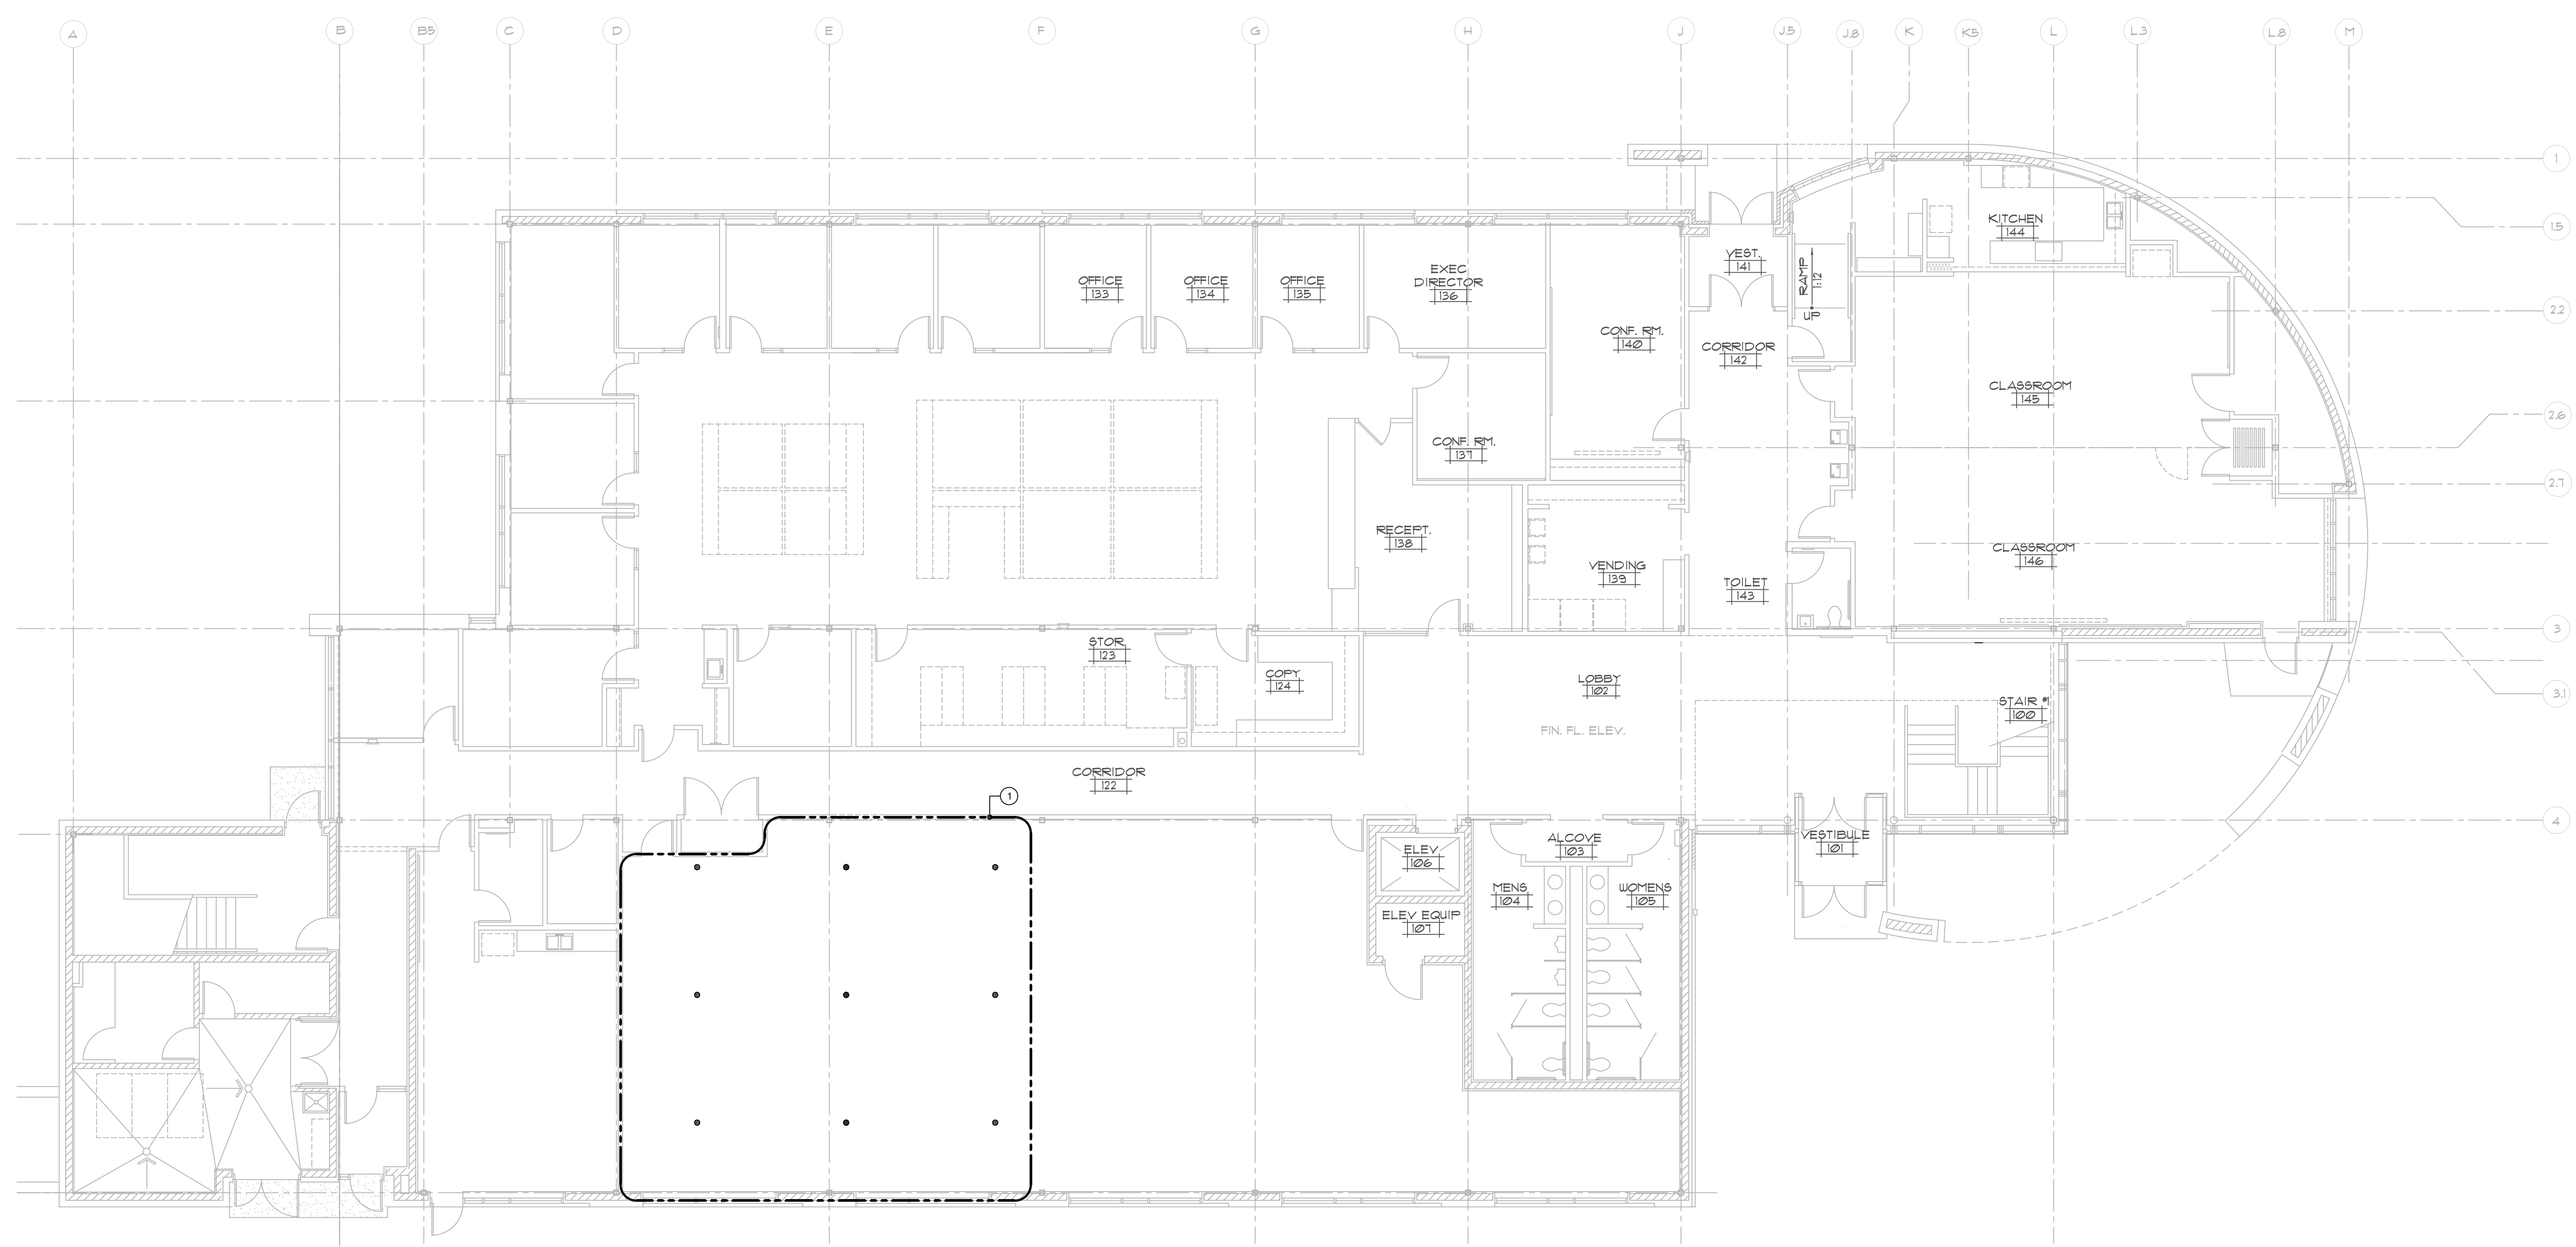 A B B5 C D E F G H J J.5 J.8 K K5 L L.3 L.8 M
1
1.5
2.2
2.6
2.7
3
3.1
4
KITCHEN
144
VEST.
141
RAMP
1:12
UP
OFFICE
133
OFFICE
134
OFFICE
135
EXEC
DIRECTOR
136
CONF. RM.
140
CORRIDOR
142
CLASSROOM
145
CONF. RM.
137
RECEPT.
138
VENDING
139
TOILET
143
CLASSROOM
146
STOR.
123
COPY
124
LOBBY
102
FIN. FL. ELEV.
STAIR #1
100
CORRIDOR
122
1
ELEV.
106
ALCOVE
103
VESTIBULE
101
MENS
104
WOMENS
105
ELEV EQUIP
107